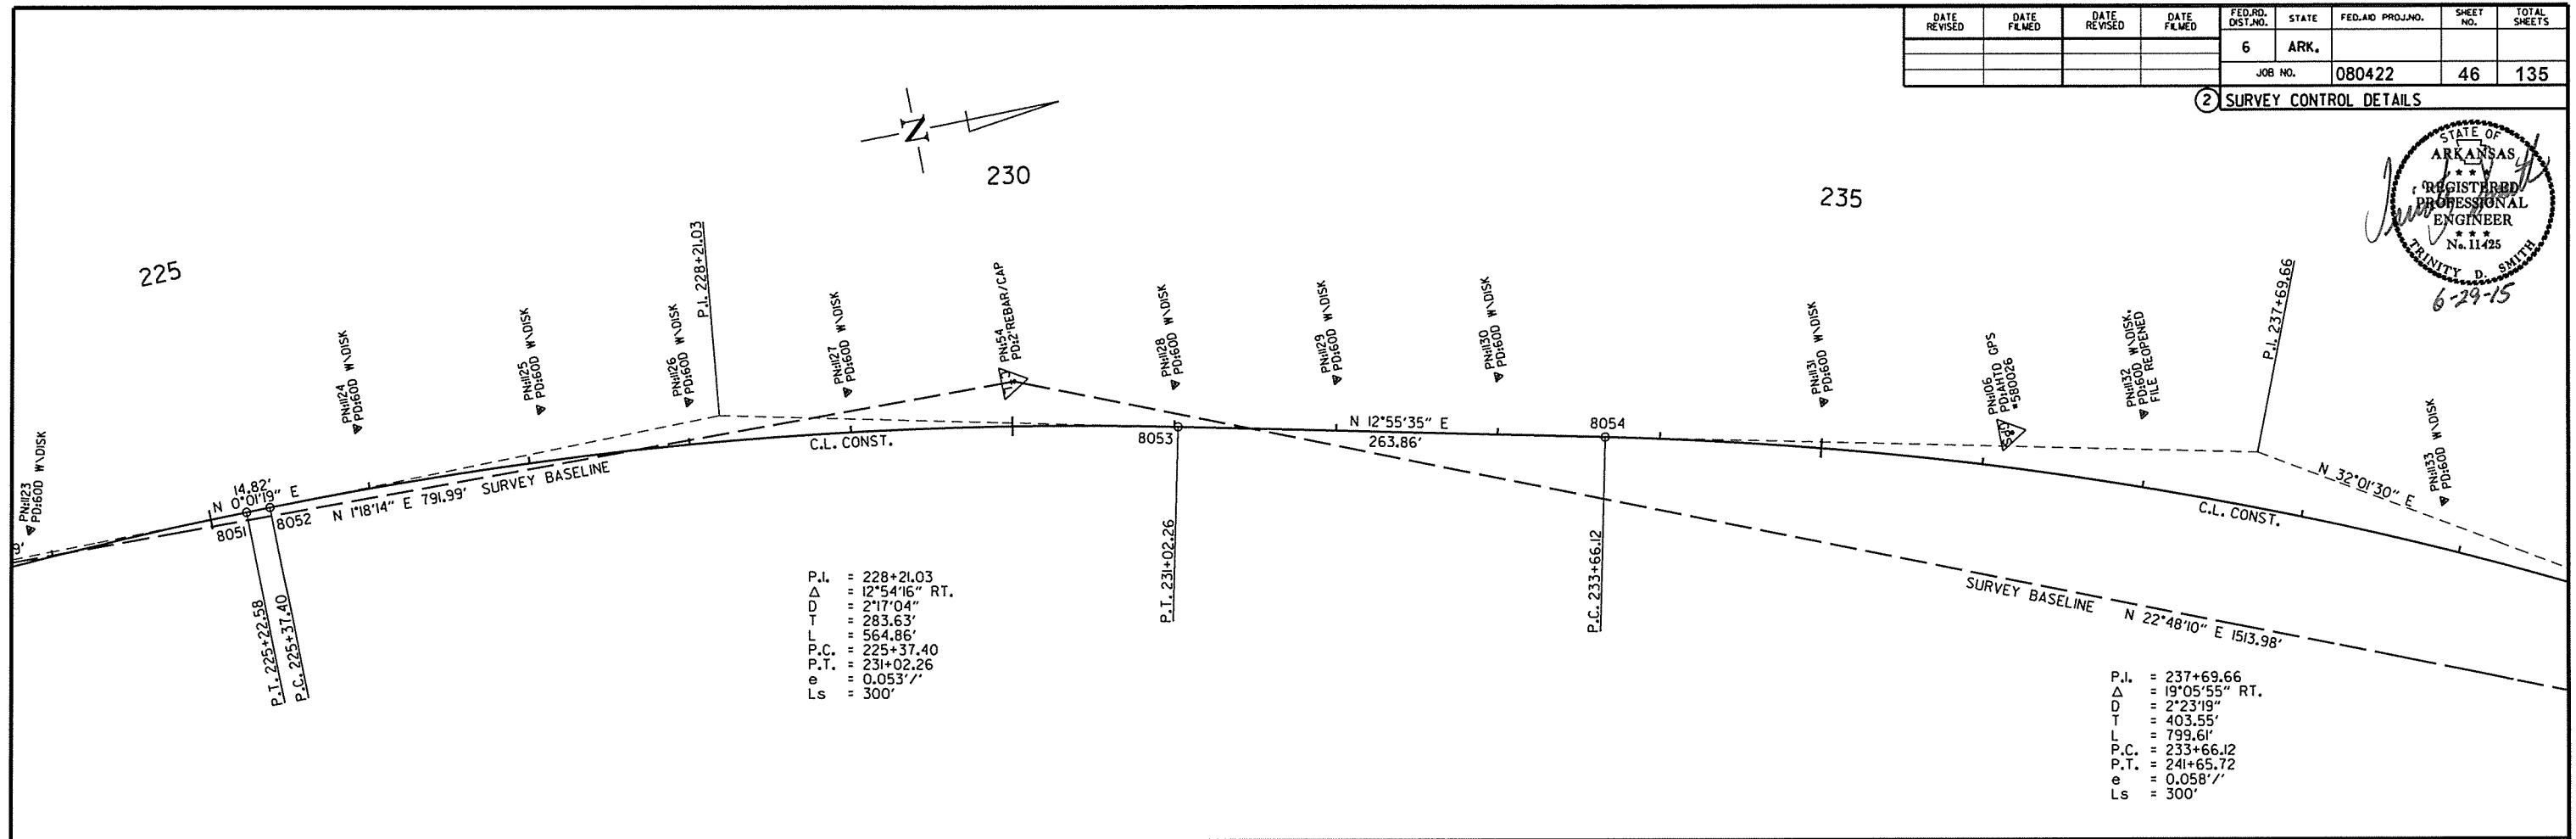 DATE REVISED
DATE FILMED
DATE REVISED
DATE FILMED
FED.RD. DIST.NO.
STATE
FED.AID PROJ.NO.
SHEET NO.
TOTAL SHEETS
6
ARK.
JOB NO.
080422
46
135
2 SURVEY CONTROL DETAILS
STATE OF
ARKANSAS
* * *
REGISTERED
PROFESSIONAL
ENGINEER
* * *
No. 11425
TRINITY D. SMITH
6-29-15
N
225
230
235
PN:1123
PD:60D W\DISK
PN:1124
PD:60D W\DISK
PN:1125
PD:60D W\DISK
PN:1126
PD:60D W\DISK
P.I. 228+21.03
PN:1127
PD:60D W\DISK
PN:54
PD:2'REBAR/CAP
PN:1128
PD:60D W\DISK
PN:1129
PD:60D W\DISK
PN:1130
PD:60D W\DISK
PN:1131
PD:60D W\DISK
PN:106
PD:AHTD GPS
*580026
GPS
PN:1132
PD:60D W\DISK.
FILE REOPENED
P.I. 237+69.66
PN:1133
PD:60D W\DISK
9'
14.82'
N 0°01'19" E
8051
8052
N 1°18'14" E 791.99' SURVEY BASELINE
C.L. CONST.
8053
N 12°55'35" E
263.86'
8054
N 32°01'30" E
C.L. CONST.
SURVEY BASELINE
N 22°48'10" E 1513.98'
P.T. 225+22.58
P.C. 225+37.40
P.T. 231+02.26
P.C. 233+66.12
P.I. = 228+21.03
Δ = 12°54'16" RT.
D = 2°17'04"
T = 283.63'
L = 564.86'
P.C. = 225+37.40
P.T. = 231+02.26
e = 0.053'/'
Ls = 300'
P.I. = 237+69.66
Δ = 19°05'55" RT.
D = 2°23'19"
T = 403.55'
L = 799.61'
P.C. = 233+66.12
P.T. = 241+65.72
e = 0.058'/'
Ls = 300'